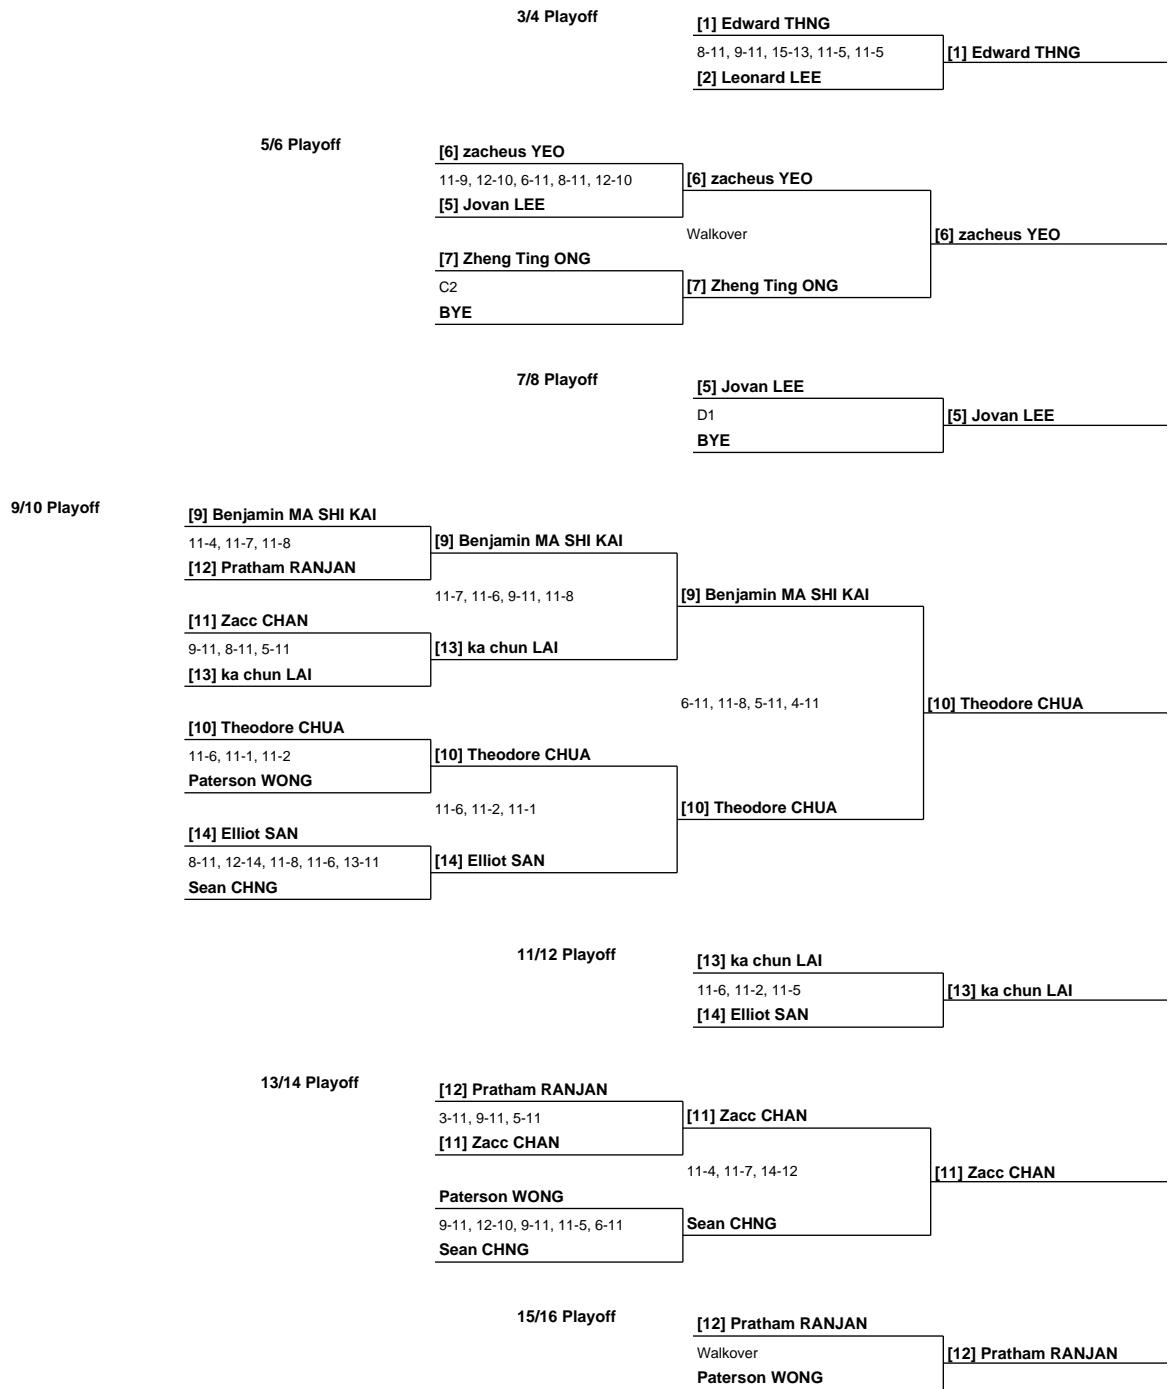 3/4 Playoff
[1] Edward THNG
8-11, 9-11, 15-13, 11-5, 11-5
[1] Edward THNG
[2] Leonard LEE
5/6 Playoff
[6] zacheus YEO
11-9, 12-10, 6-11, 8-11, 12-10
[6] zacheus YEO
[5] Jovan LEE
Walkover
[6] zacheus YEO
[7] Zheng Ting ONG
C2
[7] Zheng Ting ONG
BYE
7/8 Playoff
[5] Jovan LEE
D1
[5] Jovan LEE
BYE
9/10 Playoff
[9] Benjamin MA SHI KAI
11-4, 11-7, 11-8
[9] Benjamin MA SHI KAI
[12] Pratham RANJAN
11-7, 11-6, 9-11, 11-8
[9] Benjamin MA SHI KAI
[11] Zacc CHAN
9-11, 8-11, 5-11
[13] ka chun LAI
[13] ka chun LAI
6-11, 11-8, 5-11, 4-11
[10] Theodore CHUA
[10] Theodore CHUA
11-6, 11-1, 11-2
[10] Theodore CHUA
Paterson WONG
11-6, 11-2, 11-1
[10] Theodore CHUA
[14] Elliot SAN
8-11, 12-14, 11-8, 11-6, 13-11
[14] Elliot SAN
Sean CHNG
11/12 Playoff
[13] ka chun LAI
11-6, 11-2, 11-5
[13] ka chun LAI
[14] Elliot SAN
13/14 Playoff
[12] Pratham RANJAN
3-11, 9-11, 5-11
[11] Zacc CHAN
[11] Zacc CHAN
11-4, 11-7, 14-12
[11] Zacc CHAN
Paterson WONG
9-11, 12-10, 9-11, 11-5, 6-11
Sean CHNG
Sean CHNG
15/16 Playoff
[12] Pratham RANJAN
Walkover
[12] Pratham RANJAN
Paterson WONG